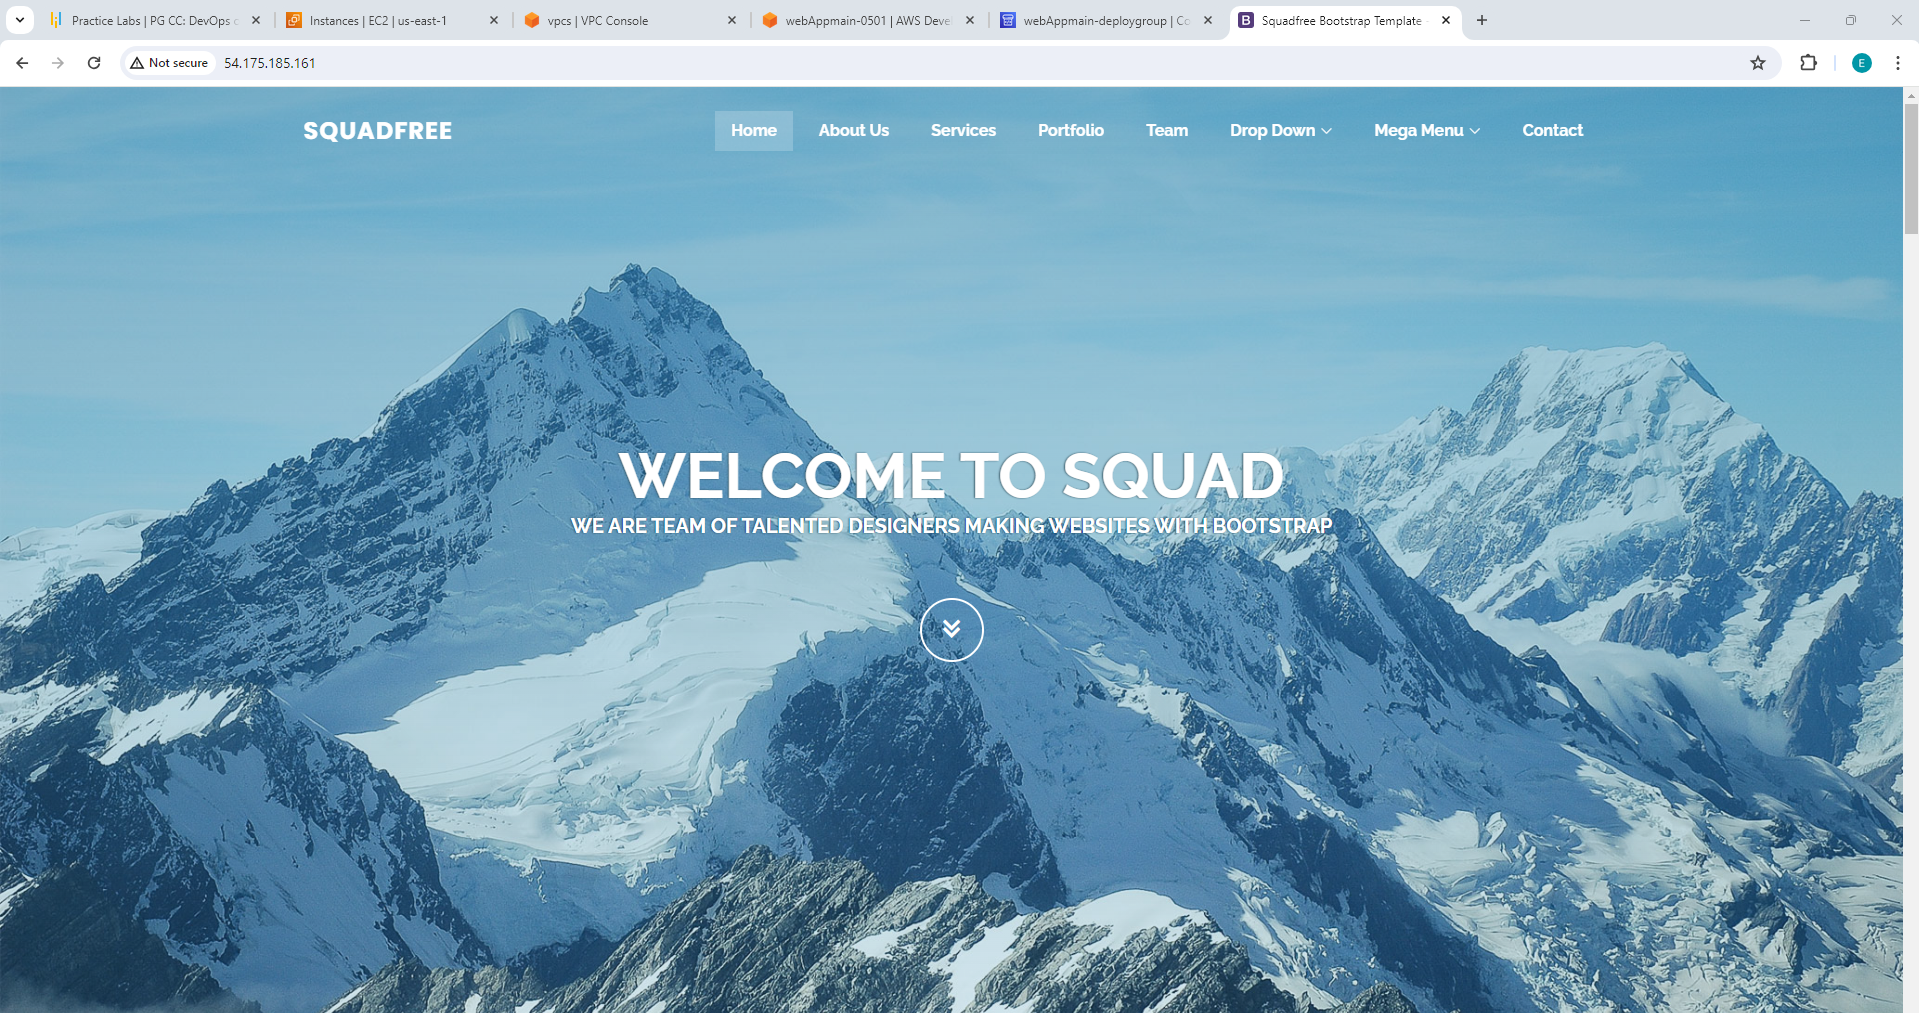 Practice Labs | PG CC: DevOps
Instances | EC2 | us-east-1
vpcs | VPC Console
webAppmain-0501 | AWS Deve
webAppmain-deploygroup | Co
Squadfree Bootstrap Template
Not secure
54.175.185.161
E
SQUADFREE
Home
About Us
Services
Portfolio
Team
Drop Down
Mega Menu
Contact
WELCOME TO SQUAD
WE ARE TEAM OF TALENTED DESIGNERS MAKING WEBSITES WITH BOOTSTRAP